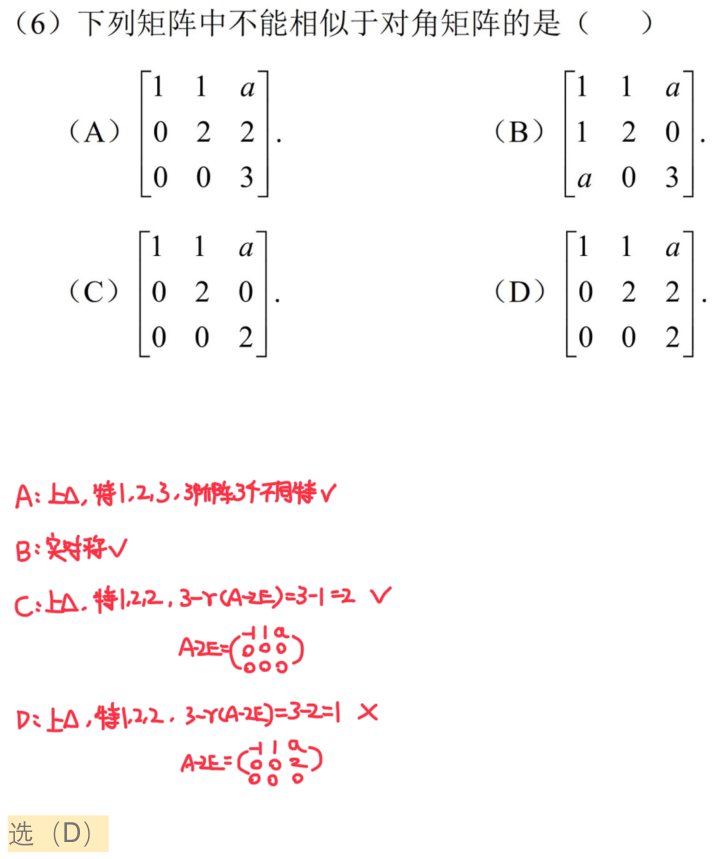 （6）下列矩阵中不能相似于对角矩阵的是（　　）
（A）
1 1 a
0 2 2
0 0 3
.
（B）
1 1 a
1 2 0
a 0 3
.
（C）
1 1 a
0 2 0
0 0 2
.
（D）
1 1 a
0 2 2
0 0 2
.
A：上△，特1,2,3，3阶阵3个不同特✓
B：实对称✓
C：上△，特1,2,2，3-r(A-2E)=3-1=2 ✓
A-2E=
-1 1 a
0 0 0
0 0 0
D：上△，特1,2,2，3-r(A-2E)=3-2=1 ×
A-2E=
-1 1 a
0 0 2
0 0 0
选（D）